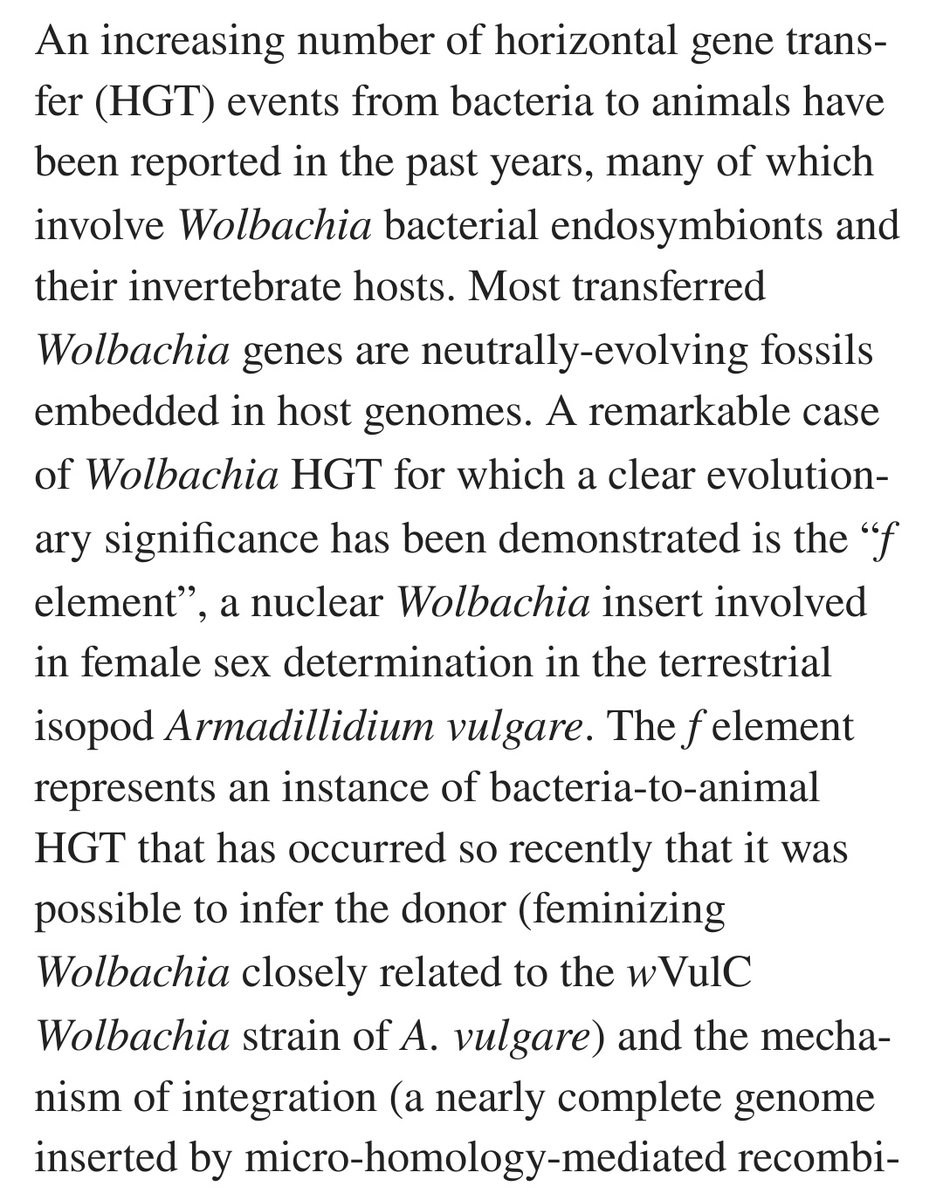 An increasing number of horizontal gene trans-
fer (HGT) events from bacteria to animals have
been reported in the past years, many of which
involve Wolbachia bacterial endosymbionts and
their invertebrate hosts. Most transferred
Wolbachia genes are neutrally-evolving fossils
embedded in host genomes. A remarkable case
of Wolbachia HGT for which a clear evolution-
ary significance has been demonstrated is the “f
element”, a nuclear Wolbachia insert involved
in female sex determination in the terrestrial
isopod Armadillidium vulgare. The f element
represents an instance of bacteria-to-animal
HGT that has occurred so recently that it was
possible to infer the donor (feminizing
Wolbachia closely related to the wVulC
Wolbachia strain of A. vulgare) and the mecha-
nism of integration (a nearly complete genome
inserted by micro-homology-mediated recombi-